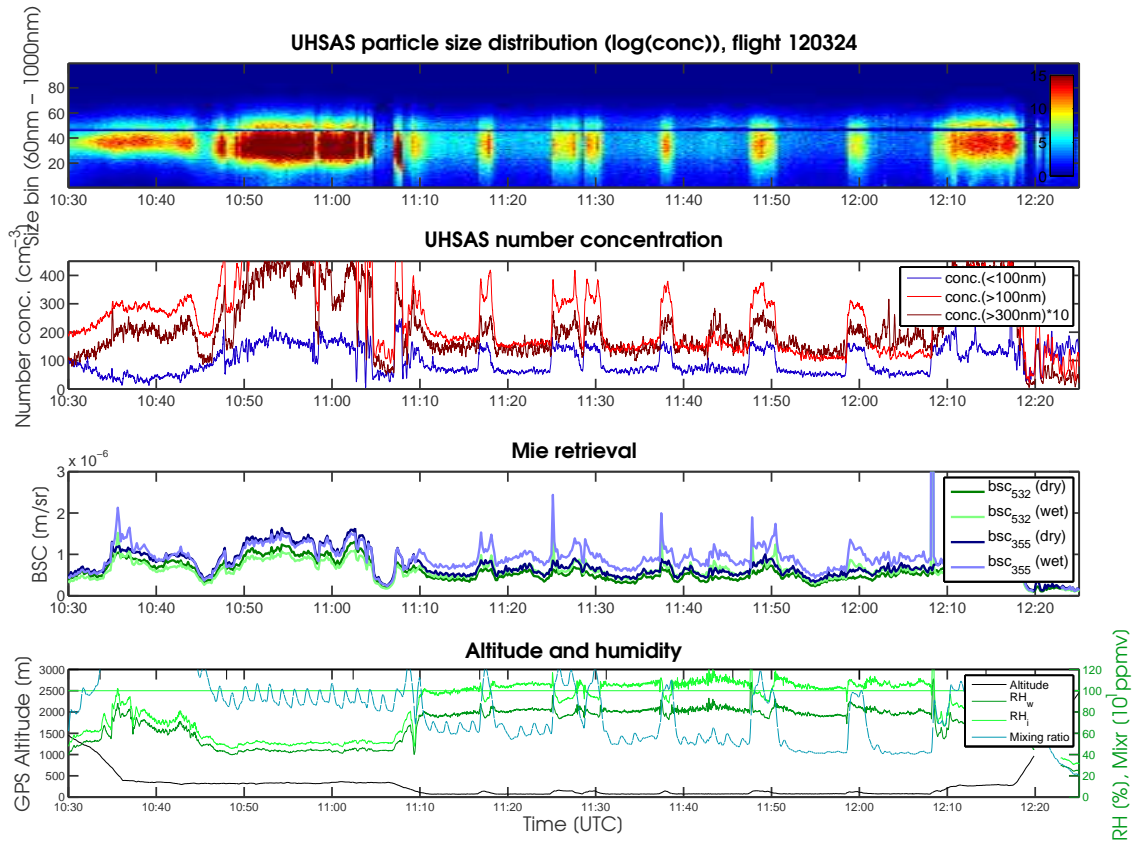 UHSAS particle size distribution (log(conc)), flight 120324
Size bin (60nm – 1000nm)
80
60
40
20
15
10
5
0
10:30 10:40 10:50 11:00 11:10 11:20 11:30 11:40 11:50 12:00 12:10 12:20
UHSAS number concentration
Number conc. (cm⁻³)
400
300
200
100
0
conc.(<100nm)
conc.(>100nm)
conc.(>300nm)*10
10:30 10:40 10:50 11:00 11:10 11:20 11:30 11:40 11:50 12:00 12:10 12:20
Mie retrieval
x 10⁻⁶
BSC (m/sr)
3
2
1
0
bsc₅₃₂ (dry)
bsc₅₃₂ (wet)
bsc₃₅₅ (dry)
bsc₃₅₅ (wet)
10:30 10:40 10:50 11:00 11:10 11:20 11:30 11:40 11:50 12:00 12:10 12:20
Altitude and humidity
GPS Altitude (m)
3000
2500
2000
1500
1000
500
0
Altitude
RH_w
RH_i
Mixing ratio
120
100
80
60
40
20
0
RH (%), Mixr (10¹ppmv)
10:30 10:40 10:50 11:00 11:10 11:20 11:30 11:40 11:50 12:00 12:10 12:20
Time (UTC)